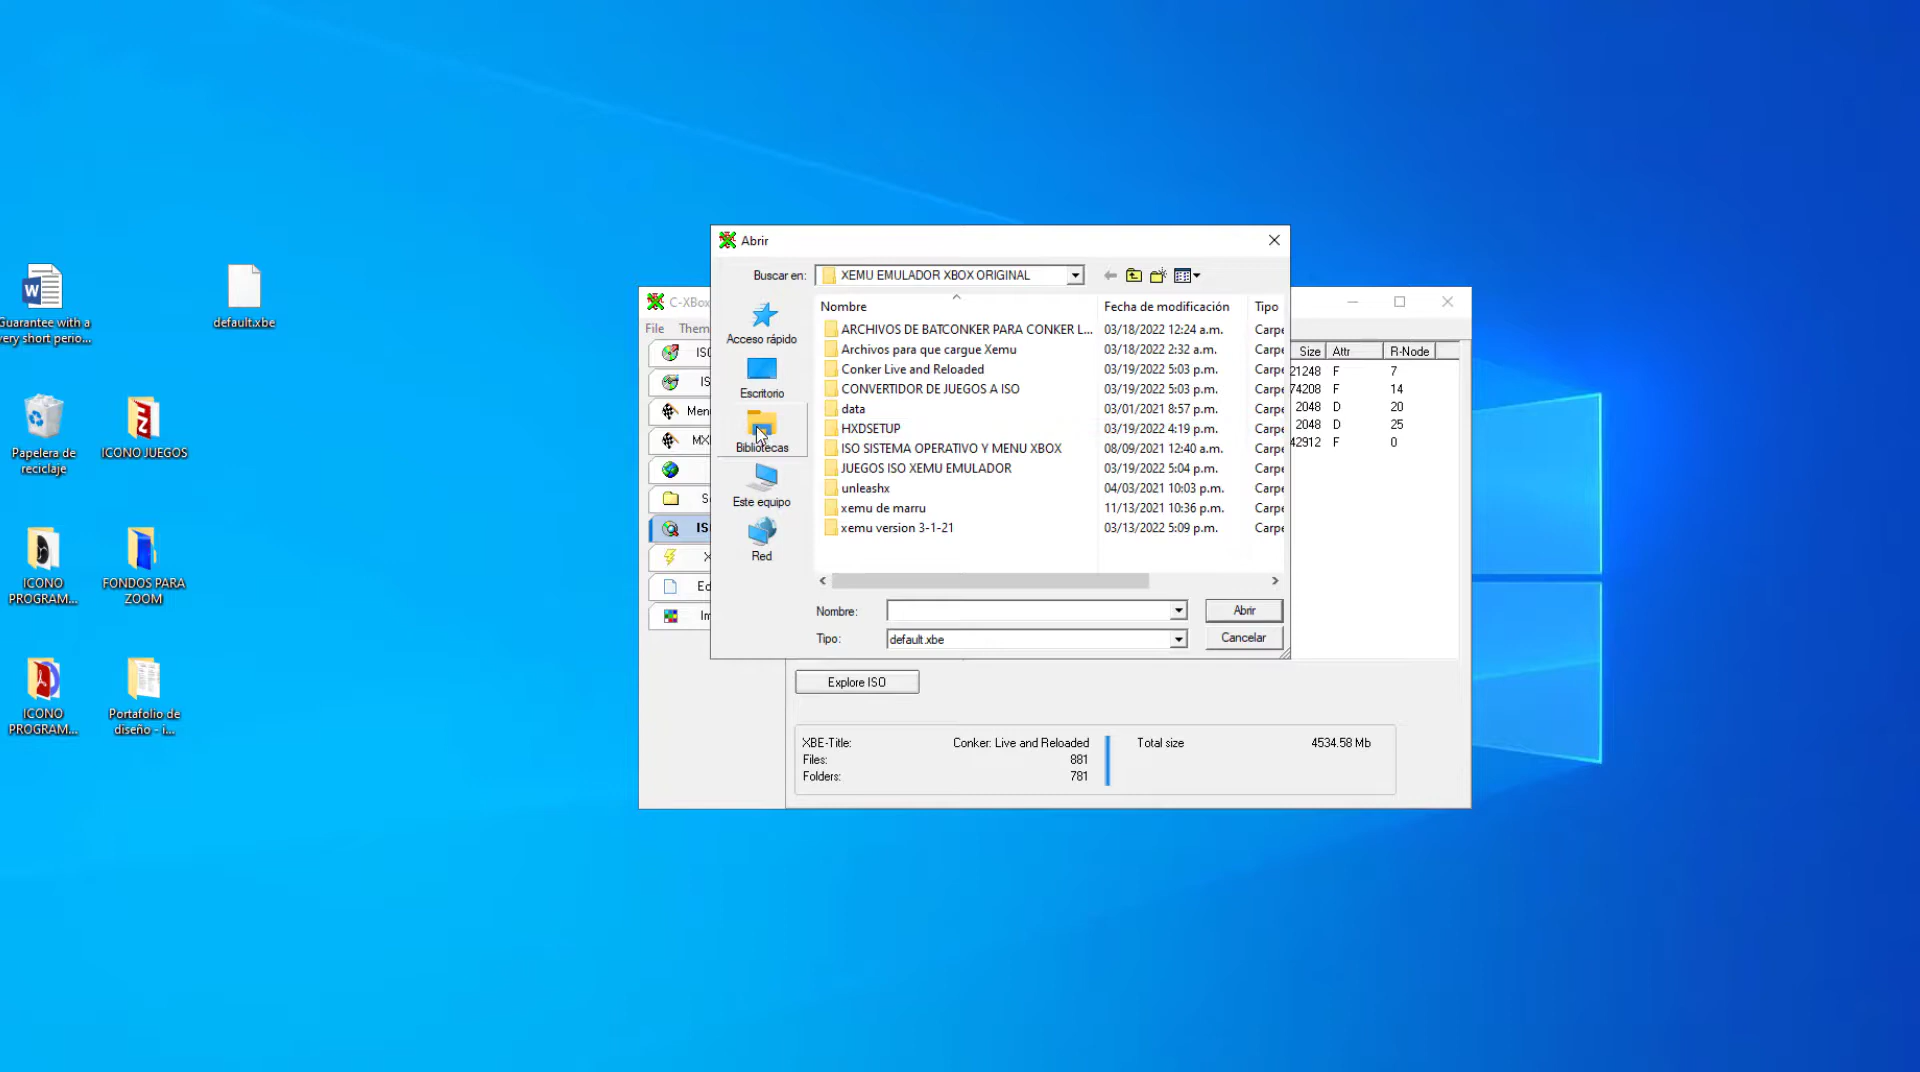 Guarantee with a
very short perio...
default.xbe
Papelera de
reciclaje
ICONO JUEGOS
ICONO
PROGRAM...
FONDOS PARA
ZOOM
ICONO
PROGRAM...
Portafolio de
diseño - i...
C-XBox
File Them
Men
MX
Ed
Abrir
Buscar en: XEMU EMULADOR XBOX ORIGINAL
Acceso rápido
Escritorio
Bibliotecas
Este equipo
Red
Nombre Fecha de modificación Tipo
ARCHIVOS DE BATCONKER PARA CONKER L... 03/18/2022 12:24 a.m. Carpe
Archivos para que cargue Xemu 03/18/2022 2:32 a.m. Carpe
Conker Live and Reloaded 03/19/2022 5:03 p.m. Carpe
CONVERTIDOR DE JUEGOS A ISO 03/19/2022 5:03 p.m. Carpe
data 03/01/2021 8:57 p.m. Carpe
HXDSETUP 03/19/2022 4:19 p.m. Carpe
ISO SISTEMA OPERATIVO Y MENU XBOX 08/09/2021 12:40 a.m. Carpe
JUEGOS ISO XEMU EMULADOR 03/19/2022 5:04 p.m. Carpe
unleashx 04/03/2021 10:03 p.m. Carpe
xemu de marru 11/13/2021 10:36 p.m. Carpe
xemu version 3-1-21 03/13/2022 5:09 p.m. Carpe
Nombre: Abrir
Tipo: default.xbe Cancelar
Size Attr R-Node
21248 F 7
74208 F 14
2048 D 20
2048 D 25
42912 F 0
Explore ISO
XBE-Title: Conker: Live and Reloaded Total size 4534.58 Mb
Files: 881
Folders: 781